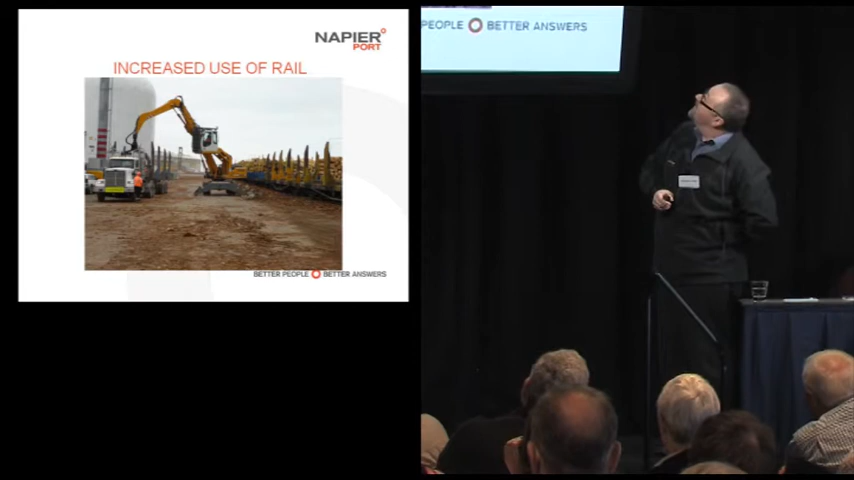 NAPIER
PORT
INCREASED USE OF RAIL
BETTER PEOPLE BETTER ANSWERS
PEOPLE BETTER ANSWERS